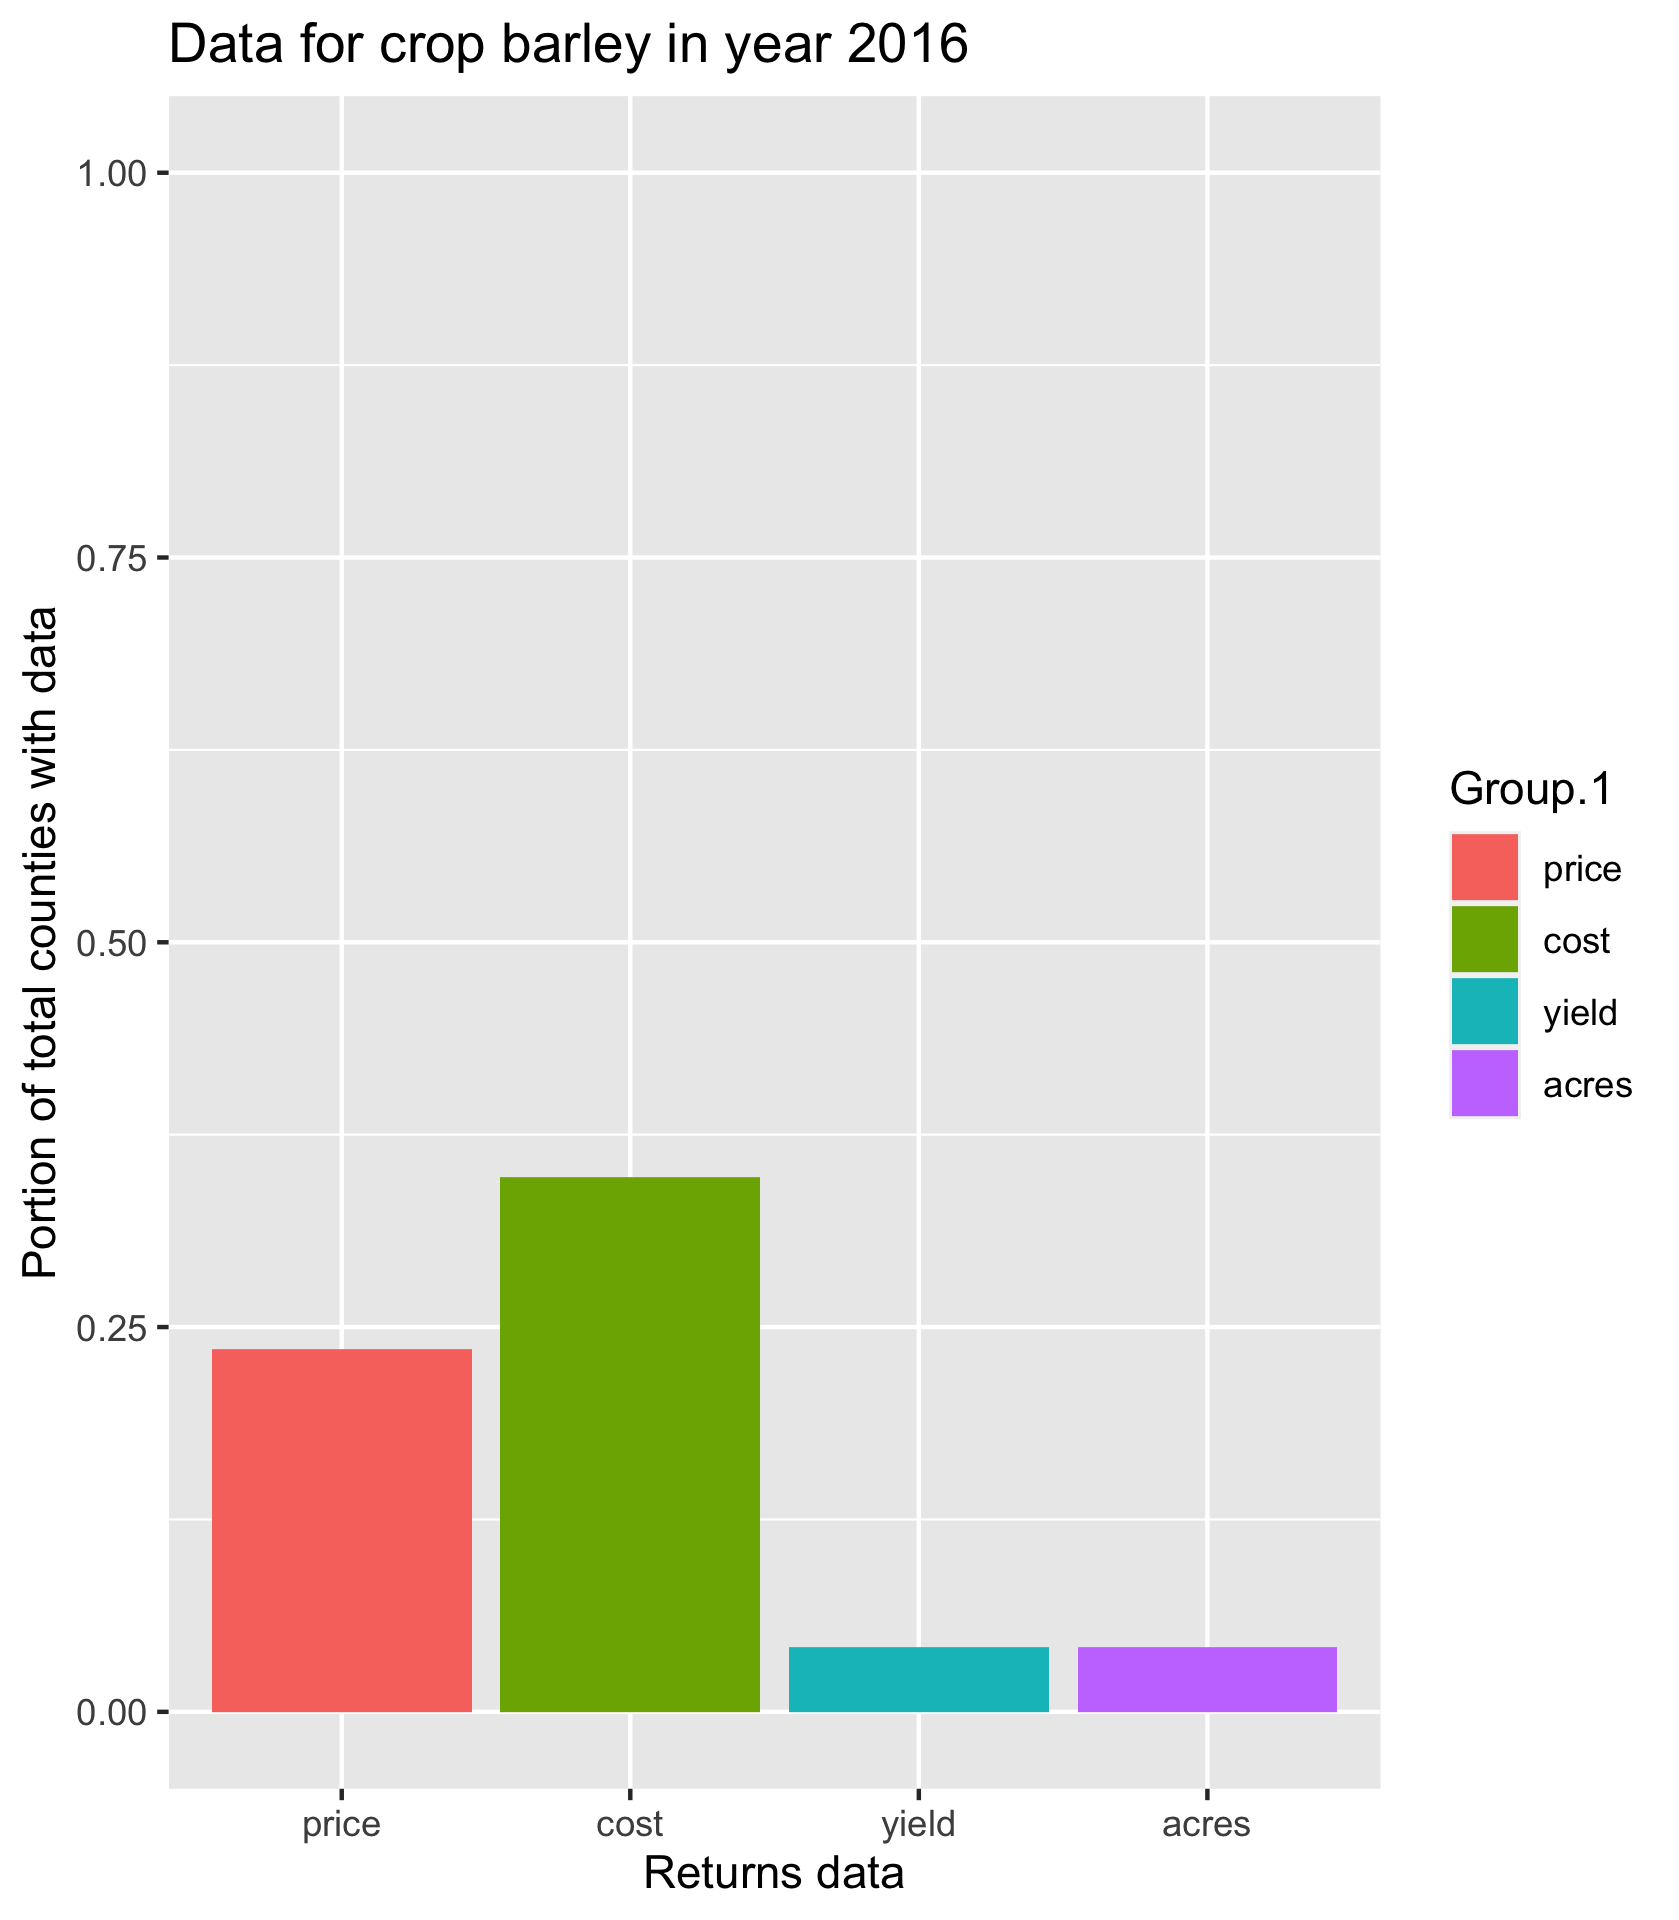 Data for crop barley in year 2016
Portion of total counties with data
1.00
0.75
0.50
0.25
0.00
price
cost
yield
acres
Returns data
Group.1
price
cost
yield
acres